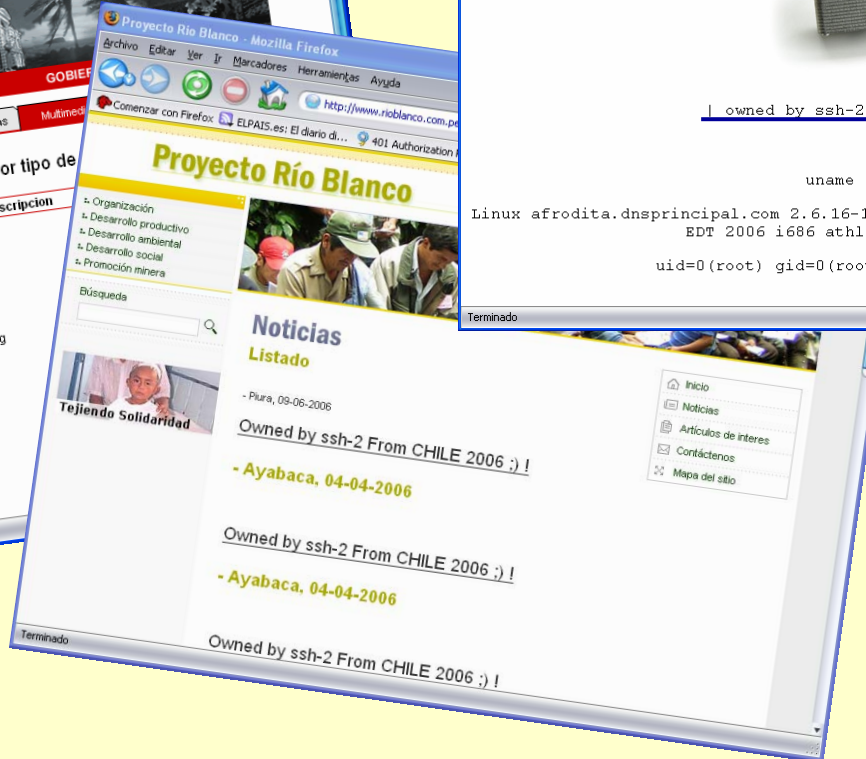 GOBIER
Multimedi
or tipo de
scripcion
Proyecto Río Blanco - Mozilla Firefox
Archivo Editar Ver Ir Marcadores Herramientas Ayuda
http://www.rioblanco.com.pe
Comenzar con Firefox ELPAIS.es: El diario di... 401 Authorization
Proyecto Río Blanco
Organización
Desarrollo productivo
Desarrollo ambiental
Desarrollo social
Promoción minera
Búsqueda
Tejiendo Solidaridad
Noticias
Listado
- Piura, 09-06-2006
Owned by ssh-2 From CHILE 2006 ;) !
- Ayabaca, 04-04-2006
Owned by ssh-2 From CHILE 2006 ;) !
- Ayabaca, 04-04-2006
Owned by ssh-2 From CHILE 2006 ;) !
Inicio
Noticias
Artículos de interes
Contáctenos
Mapa del sitio
Terminado
| owned by ssh-2
uname
Linux afrodita.dnsprincipal.com 2.6.16-1
EDT 2006 i686 athl
uid=0(root) gid=0(roo
Terminado